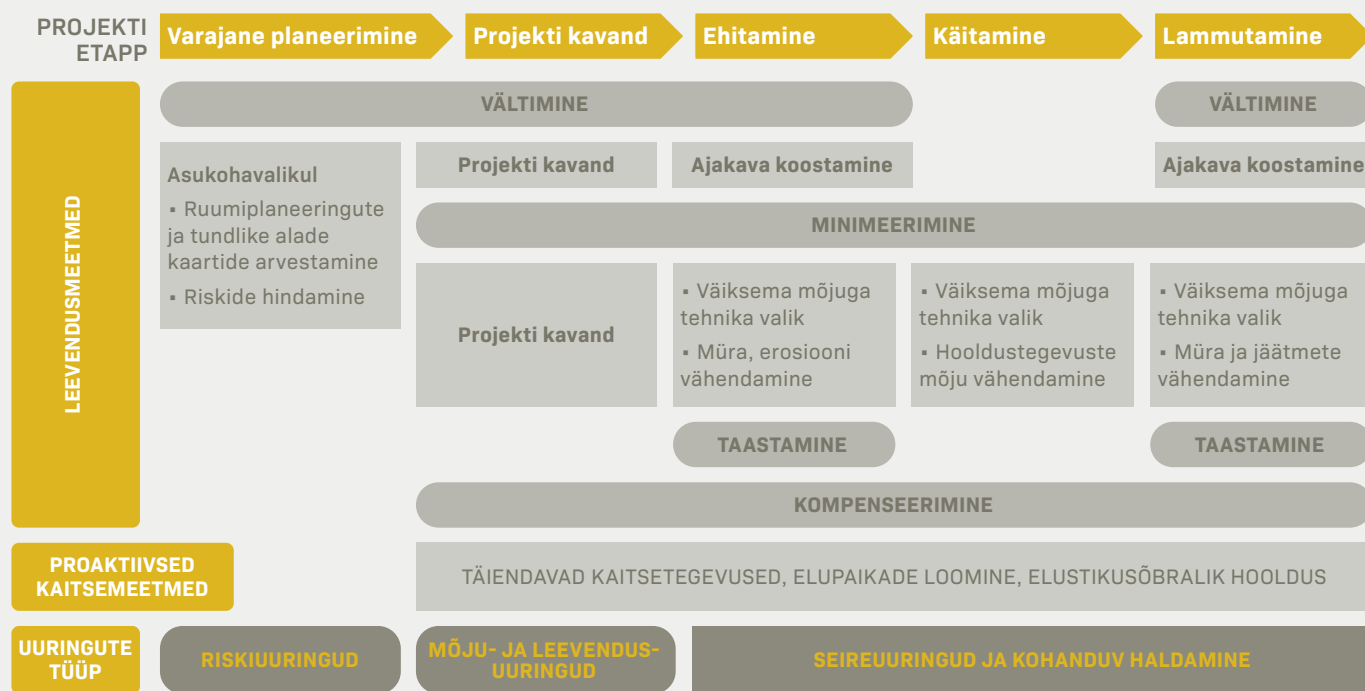 PROJEKTI
ETAPP
Varajane planeerimine
Projekti kavand
Ehitamine
Käitamine
Lammutamine
LEEVENDUSMEETMED
VÄLTIMINE
VÄLTIMINE
Asukohavalikul
▪ Ruumiplaneeringute
ja tundlike alade
kaartide arvestamine
▪ Riskide hindamine
Projekti kavand
Ajakava koostamine
Ajakava koostamine
MINIMEERIMINE
Projekti kavand
▪ Väiksema mõjuga
tehnika valik
▪ Müra, erosiooni
vähendamine
▪ Väiksema mõjuga
tehnika valik
▪ Hooldustegevuste
mõju vähendamine
▪ Väiksema mõjuga
tehnika valik
▪ Müra ja jäätmete
vähendamine
TAASTAMINE
TAASTAMINE
KOMPENSEERIMINE
PROAKTIIVSED
KAITSEMEETMED
TÄIENDAVAD KAITSETEGEVUSED, ELUPAIKADE LOOMINE, ELUSTIKUSÕBRALIK HOOLDUS
UURINGUTE
TÜÜP
RISKIUURINGUD
MÕJU- JA LEEVENDUS-
UURINGUD
SEIREUURINGUD JA KOHANDUV HALDAMINE